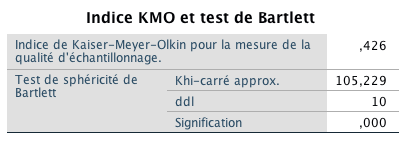 Indice KMO et test de Bartlett
Indice de Kaiser-Meyer-Olkin pour la mesure de la ,426
qualité d'échantillonnage.
Test de sphéricité de Khi-carré approx. 105,229
Bartlett ddl 10
Signification ,000